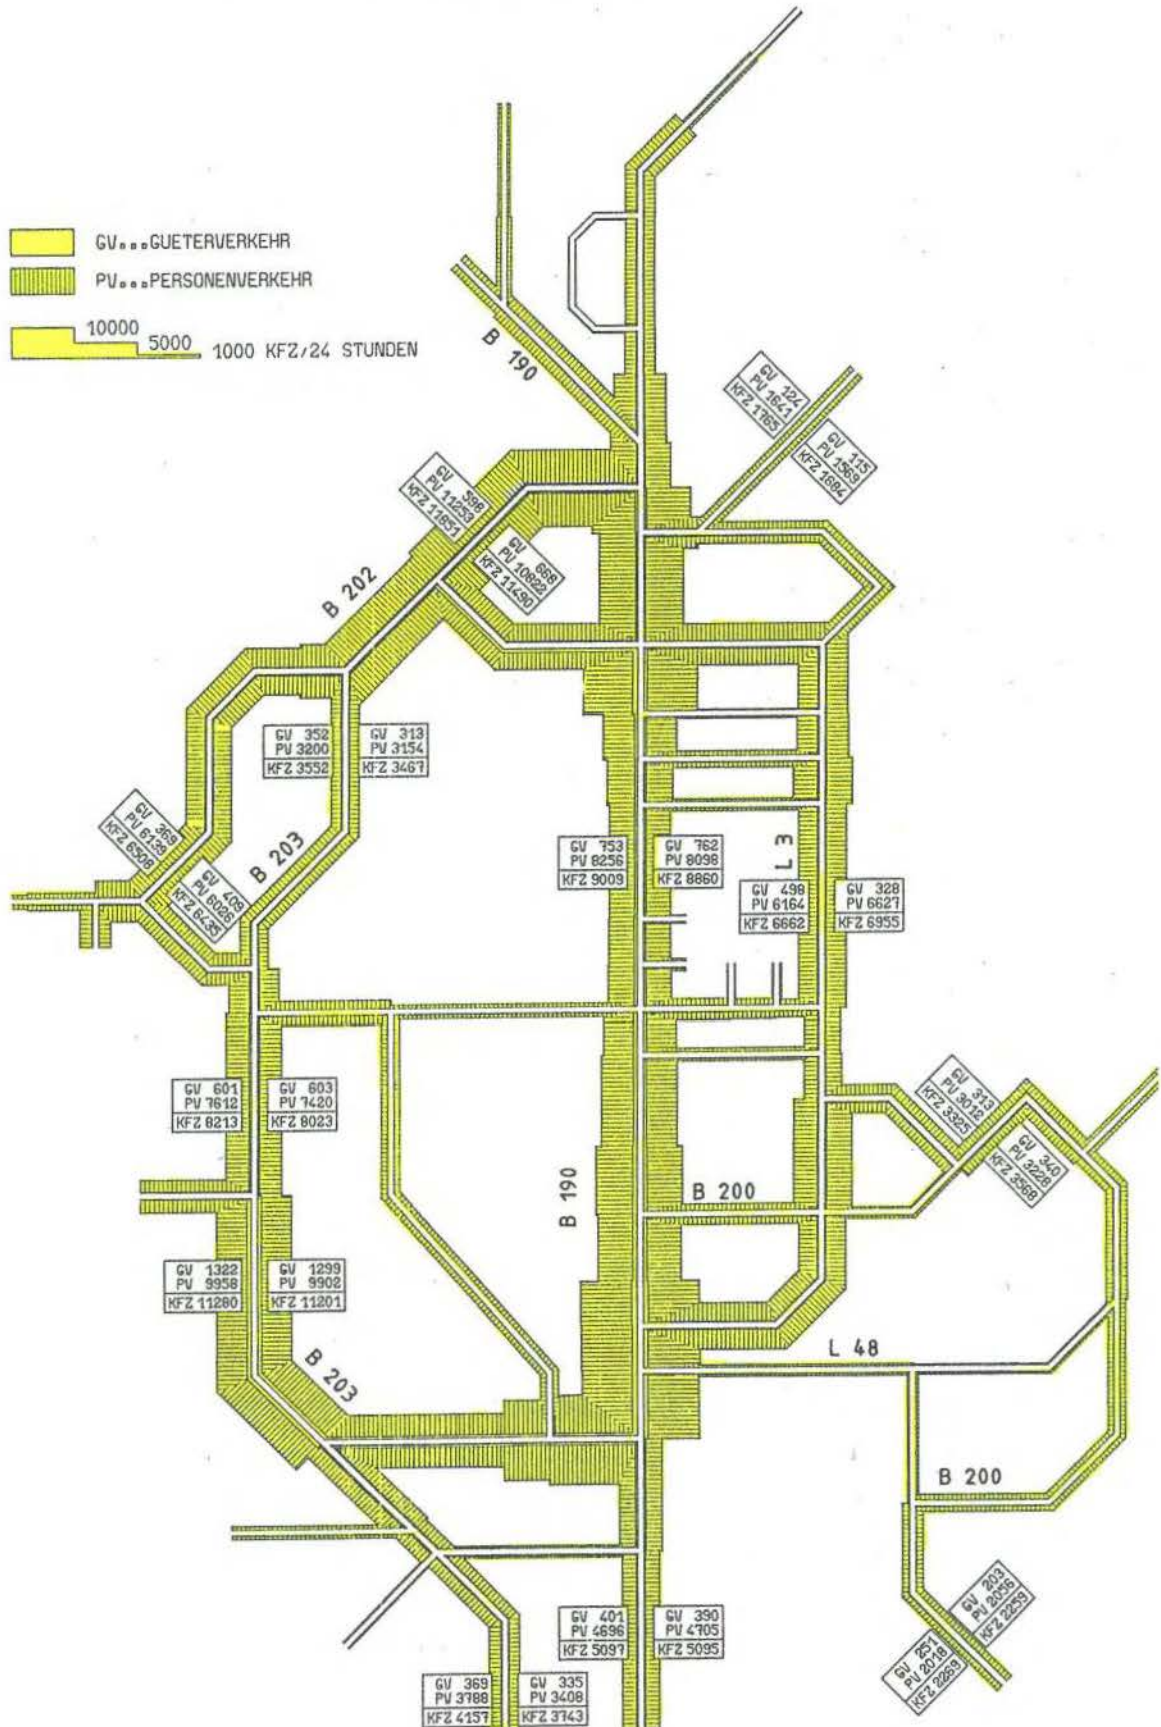 GV...GUETERVERKEHR
PV...PERSONENVERKEHR
10000
5000
1000 KFZ/24 STUNDEN
B 190
GV 124
PV 1641
KFZ 1765
GV 115
PV 1569
KFZ 1684
GV 598
PV 11253
KFZ 11851
GV 668
PV 10822
KFZ 11490
B 202
GV 352
PV 3200
KFZ 3552
GV 313
PV 3154
KFZ 3467
GV 369
PV 6139
KFZ 6508
GV 409
PV 6026
KFZ 6435
B 203
GV 753
PV 8256
KFZ 9009
GV 762
PV 8098
KFZ 8860
L 3
GV 498
PV 6164
KFZ 6662
GV 328
PV 6627
KFZ 6955
GV 601
PV 7612
KFZ 8213
GV 603
PV 7420
KFZ 8023
GV 313
PV 3012
KFZ 3325
GV 340
PV 3228
KFZ 3568
B 190
B 200
GV 1322
PV 9958
KFZ 11280
GV 1299
PV 9902
KFZ 11201
B 203
L 48
B 200
GV 203
PV 2056
KFZ 2259
GV 251
PV 2018
KFZ 2269
GV 401
PV 4696
KFZ 5097
GV 390
PV 4705
KFZ 5095
GV 369
PV 3788
KFZ 4157
GV 335
PV 3408
KFZ 3743